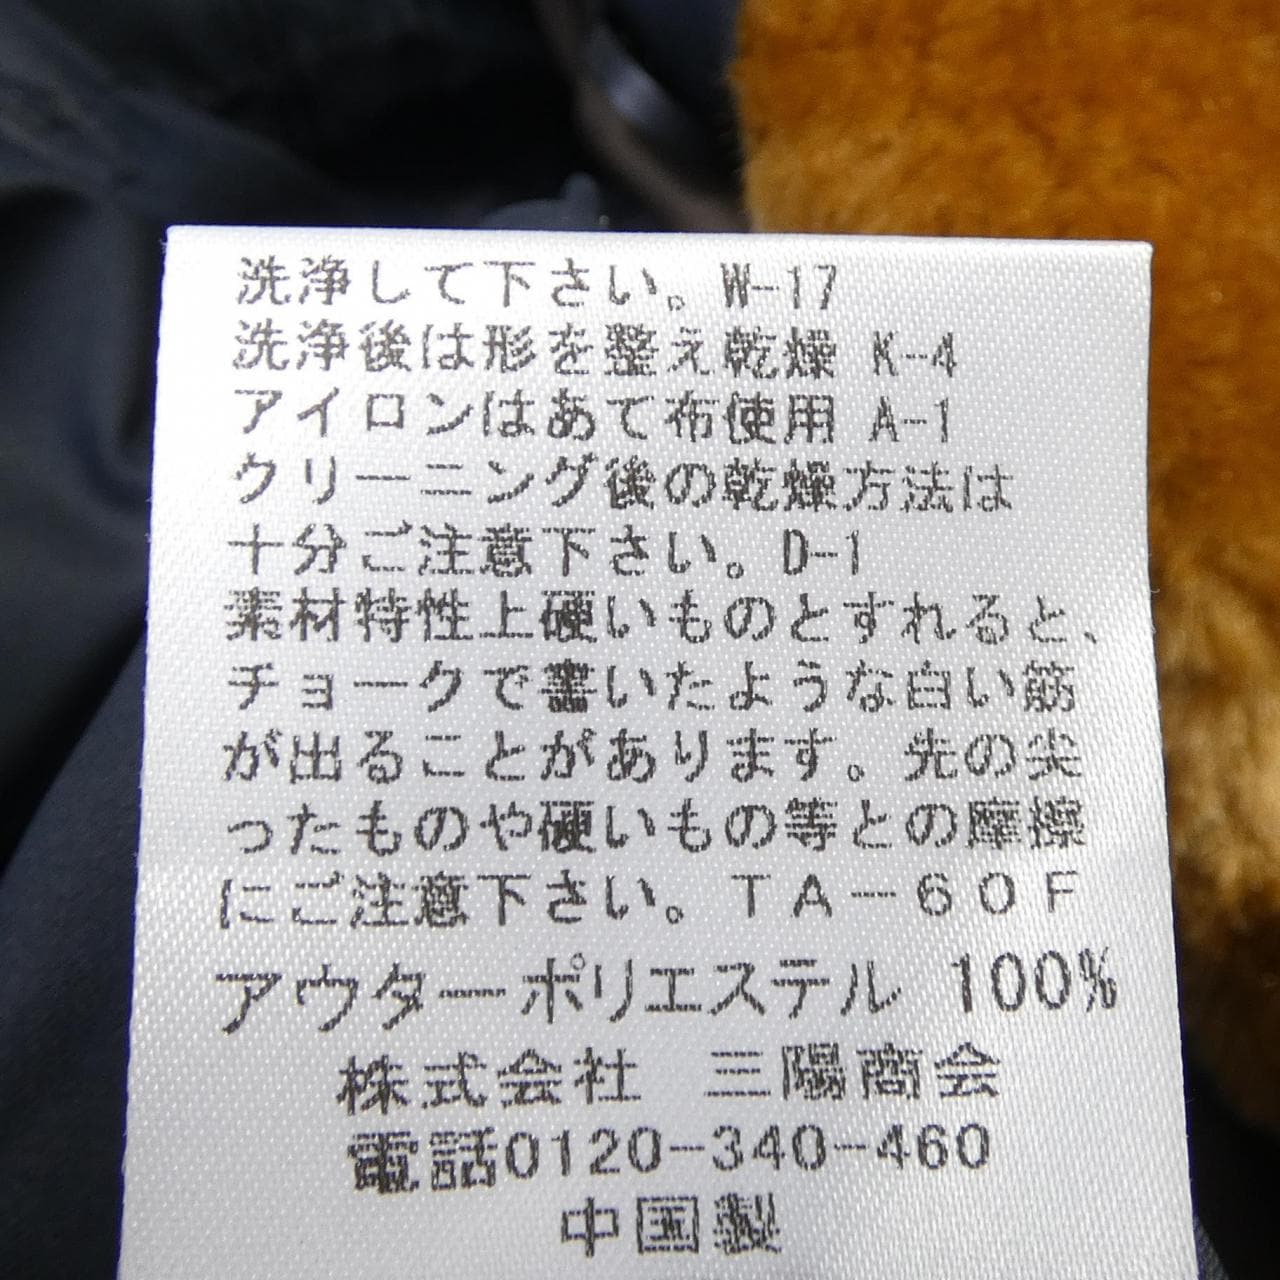 洗浄して下さい。W-17
洗浄後は形を整え乾燥 K-4
アイロンはあて布使用 A-1
クリーニング後の乾燥方法は
十分ご注意下さい。D-1
素材特性上硬いものとすれると、
チョークで書いたような白い筋
が出ることがあります。先の尖
ったものや硬いもの等との摩擦
にご注意下さい。TA-60F
アウターポリエステル 100%
株式会社 三陽商会
電話0120-340-460
中国製